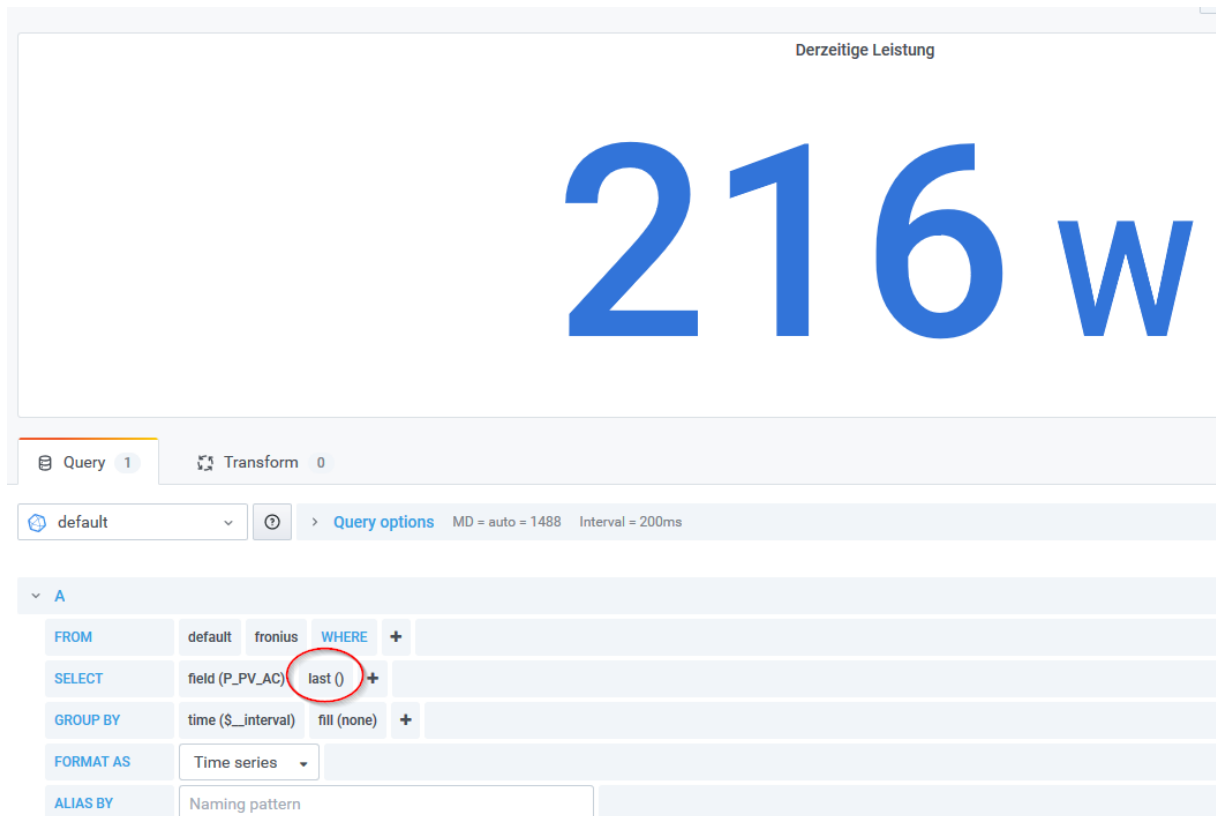 Derzeitige Leistung
216 W
Query 1 Transform 0
default Query options MD = auto = 1488 Interval = 200ms
A
FROM default fronius WHERE +
SELECT field (P_PV_AC) last () +
GROUP BY time ($__interval) fill (none) +
FORMAT AS Time series
ALIAS BY Naming pattern